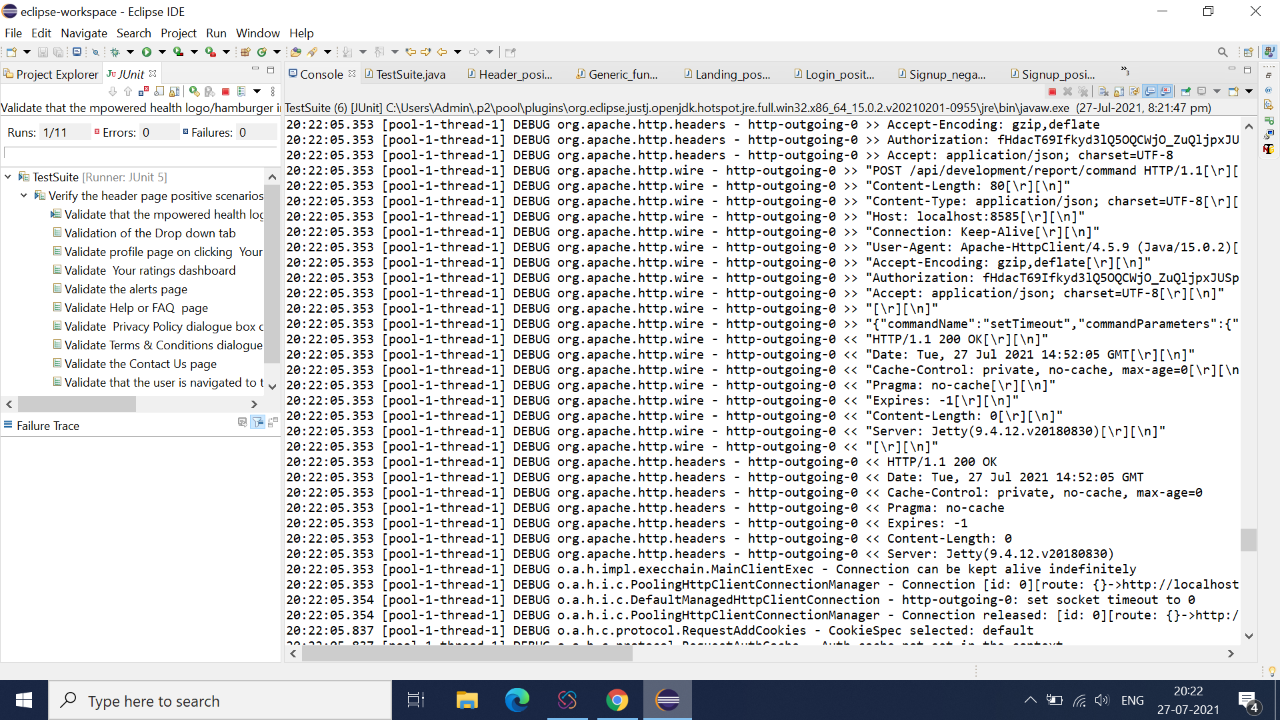 eclipse-workspace - Eclipse IDE
File Edit Navigate Search Project Run Window Help
Project Explorer JUnit
Console TestSuite.java Header_posi... Generic_fun... Landing_pos... Login_posit... Signup_nega... Signup_posi...
Validate that the mpowered health logo/hamburger i
TestSuite (6) [JUnit] C:\Users\Admin\.p2\pool\plugins\org.eclipse.justj.openjdk.hotspot.jre.full.win32.x86_64_15.0.2.v20210201-0955\jre\bin\javaw.exe (27-Jul-2021, 8:21:47 pm)
Runs: 1/11 Errors: 0 Failures: 0
TestSuite [Runner: JUnit 5]
Verify the header page positive scenarios
Validate that the mpowered health log
Validation of the Drop down tab
Validate profile page on clicking Your
Validate Your ratings dashboard
Validate the alerts page
Validate Help or FAQ page
Validate Privacy Policy dialogue box o
Validate Terms & Conditions dialogue
Validate the Contact Us page
Validate that the user is navigated to t
Failure Trace
20:22:05.353 [pool-1-thread-1] DEBUG org.apache.http.headers - http-outgoing-0 >> Accept-Encoding: gzip,deflate
20:22:05.353 [pool-1-thread-1] DEBUG org.apache.http.headers - http-outgoing-0 >> Authorization: fHdacT69Ifkyd3lQ5OQCWjO_ZuQljpxJU
20:22:05.353 [pool-1-thread-1] DEBUG org.apache.http.headers - http-outgoing-0 >> Accept: application/json; charset=UTF-8
20:22:05.353 [pool-1-thread-1] DEBUG org.apache.http.wire - http-outgoing-0 >> "POST /api/development/report/command HTTP/1.1[\r][
20:22:05.353 [pool-1-thread-1] DEBUG org.apache.http.wire - http-outgoing-0 >> "Content-Length: 80[\r][\n]"
20:22:05.353 [pool-1-thread-1] DEBUG org.apache.http.wire - http-outgoing-0 >> "Content-Type: application/json; charset=UTF-8[\r][
20:22:05.353 [pool-1-thread-1] DEBUG org.apache.http.wire - http-outgoing-0 >> "Host: localhost:8585[\r][\n]"
20:22:05.353 [pool-1-thread-1] DEBUG org.apache.http.wire - http-outgoing-0 >> "Connection: Keep-Alive[\r][\n]"
20:22:05.353 [pool-1-thread-1] DEBUG org.apache.http.wire - http-outgoing-0 >> "User-Agent: Apache-HttpClient/4.5.9 (Java/15.0.2)[
20:22:05.353 [pool-1-thread-1] DEBUG org.apache.http.wire - http-outgoing-0 >> "Accept-Encoding: gzip,deflate[\r][\n]"
20:22:05.353 [pool-1-thread-1] DEBUG org.apache.http.wire - http-outgoing-0 >> "Authorization: fHdacT69Ifkyd3lQ5OQCWjO_ZuQljpxJUSp
20:22:05.353 [pool-1-thread-1] DEBUG org.apache.http.wire - http-outgoing-0 >> "Accept: application/json; charset=UTF-8[\r][\n]"
20:22:05.353 [pool-1-thread-1] DEBUG org.apache.http.wire - http-outgoing-0 >> "[\r][\n]"
20:22:05.353 [pool-1-thread-1] DEBUG org.apache.http.wire - http-outgoing-0 >> "{"commandName":"setTimeout","commandParameters":{"
20:22:05.353 [pool-1-thread-1] DEBUG org.apache.http.wire - http-outgoing-0 << "HTTP/1.1 200 OK[\r][\n]"
20:22:05.353 [pool-1-thread-1] DEBUG org.apache.http.wire - http-outgoing-0 << "Date: Tue, 27 Jul 2021 14:52:05 GMT[\r][\n]"
20:22:05.353 [pool-1-thread-1] DEBUG org.apache.http.wire - http-outgoing-0 << "Cache-Control: private, no-cache, max-age=0[\r][\n
20:22:05.353 [pool-1-thread-1] DEBUG org.apache.http.wire - http-outgoing-0 << "Pragma: no-cache[\r][\n]"
20:22:05.353 [pool-1-thread-1] DEBUG org.apache.http.wire - http-outgoing-0 << "Expires: -1[\r][\n]"
20:22:05.353 [pool-1-thread-1] DEBUG org.apache.http.wire - http-outgoing-0 << "Content-Length: 0[\r][\n]"
20:22:05.353 [pool-1-thread-1] DEBUG org.apache.http.wire - http-outgoing-0 << "Server: Jetty(9.4.12.v20180830)[\r][\n]"
20:22:05.353 [pool-1-thread-1] DEBUG org.apache.http.wire - http-outgoing-0 << "[\r][\n]"
20:22:05.353 [pool-1-thread-1] DEBUG org.apache.http.headers - http-outgoing-0 << HTTP/1.1 200 OK
20:22:05.353 [pool-1-thread-1] DEBUG org.apache.http.headers - http-outgoing-0 << Date: Tue, 27 Jul 2021 14:52:05 GMT
20:22:05.353 [pool-1-thread-1] DEBUG org.apache.http.headers - http-outgoing-0 << Cache-Control: private, no-cache, max-age=0
20:22:05.353 [pool-1-thread-1] DEBUG org.apache.http.headers - http-outgoing-0 << Pragma: no-cache
20:22:05.353 [pool-1-thread-1] DEBUG org.apache.http.headers - http-outgoing-0 << Expires: -1
20:22:05.353 [pool-1-thread-1] DEBUG org.apache.http.headers - http-outgoing-0 << Content-Length: 0
20:22:05.353 [pool-1-thread-1] DEBUG org.apache.http.headers - http-outgoing-0 << Server: Jetty(9.4.12.v20180830)
20:22:05.353 [pool-1-thread-1] DEBUG o.a.h.impl.execchain.MainClientExec - Connection can be kept alive indefinitely
20:22:05.353 [pool-1-thread-1] DEBUG o.a.h.i.c.PoolingHttpClientConnectionManager - Connection [id: 0][route: {}->http://localhost
20:22:05.354 [pool-1-thread-1] DEBUG o.a.h.i.c.DefaultManagedHttpClientConnection - http-outgoing-0: set socket timeout to 0
20:22:05.354 [pool-1-thread-1] DEBUG o.a.h.i.c.PoolingHttpClientConnectionManager - Connection released: [id: 0][route: {}->http:/
20:22:05.837 [pool-1-thread-1] DEBUG o.a.h.c.protocol.RequestAddCookies - CookieSpec selected: default
20:22:05.837 [pool-1-thread-1] DEBUG o.a.h.c.protocol.RequestAuthCache - Auth cache not set in the context
Type here to search
ENG
20:22
27-07-2021
4